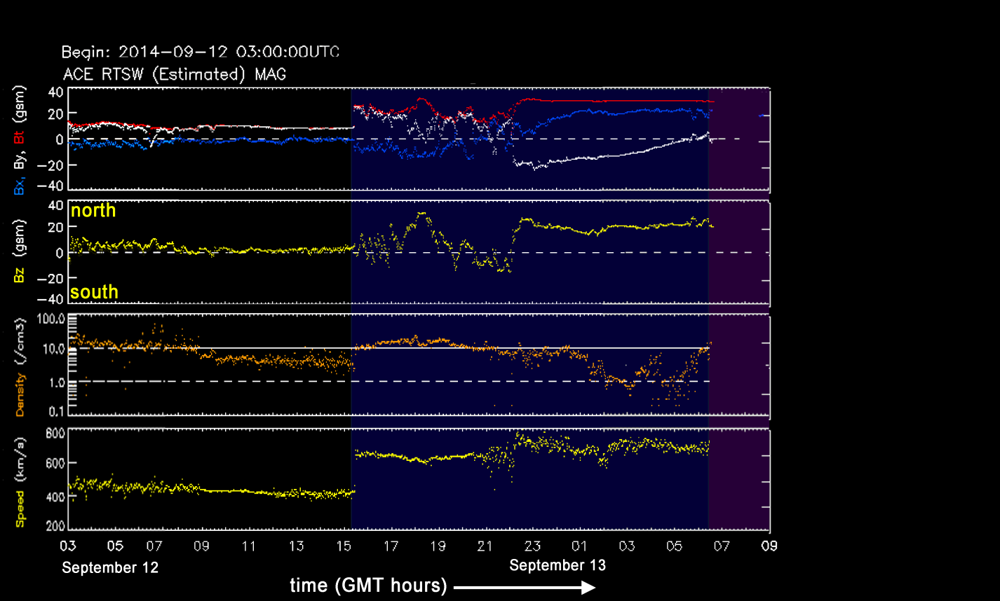 Begin: 2014-09-12 03:00:00UTC
ACE RTSW (Estimated) MAG
Bx, By, Bt (gsm)
40
20
0
-20
-40
Bz (gsm)
40
20
0
-20
-40
north
south
Density (/cm3)
100.0
10.0
1.0
0.1
Speed (km/s)
800
600
400
200
03 05 07 09 11 13 15 17 19 21 23 01 03 05 07 09
September 12 September 13
time (GMT hours)